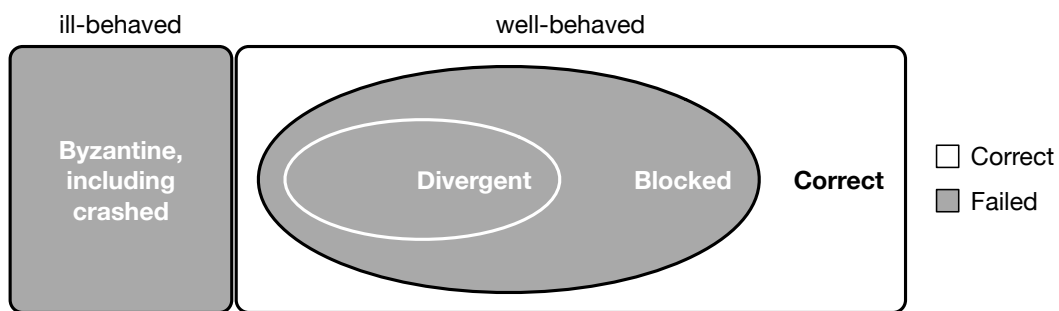 ill-behaved
well-behaved
Byzantine,
including
crashed
Divergent
Blocked
Correct
Correct
Failed